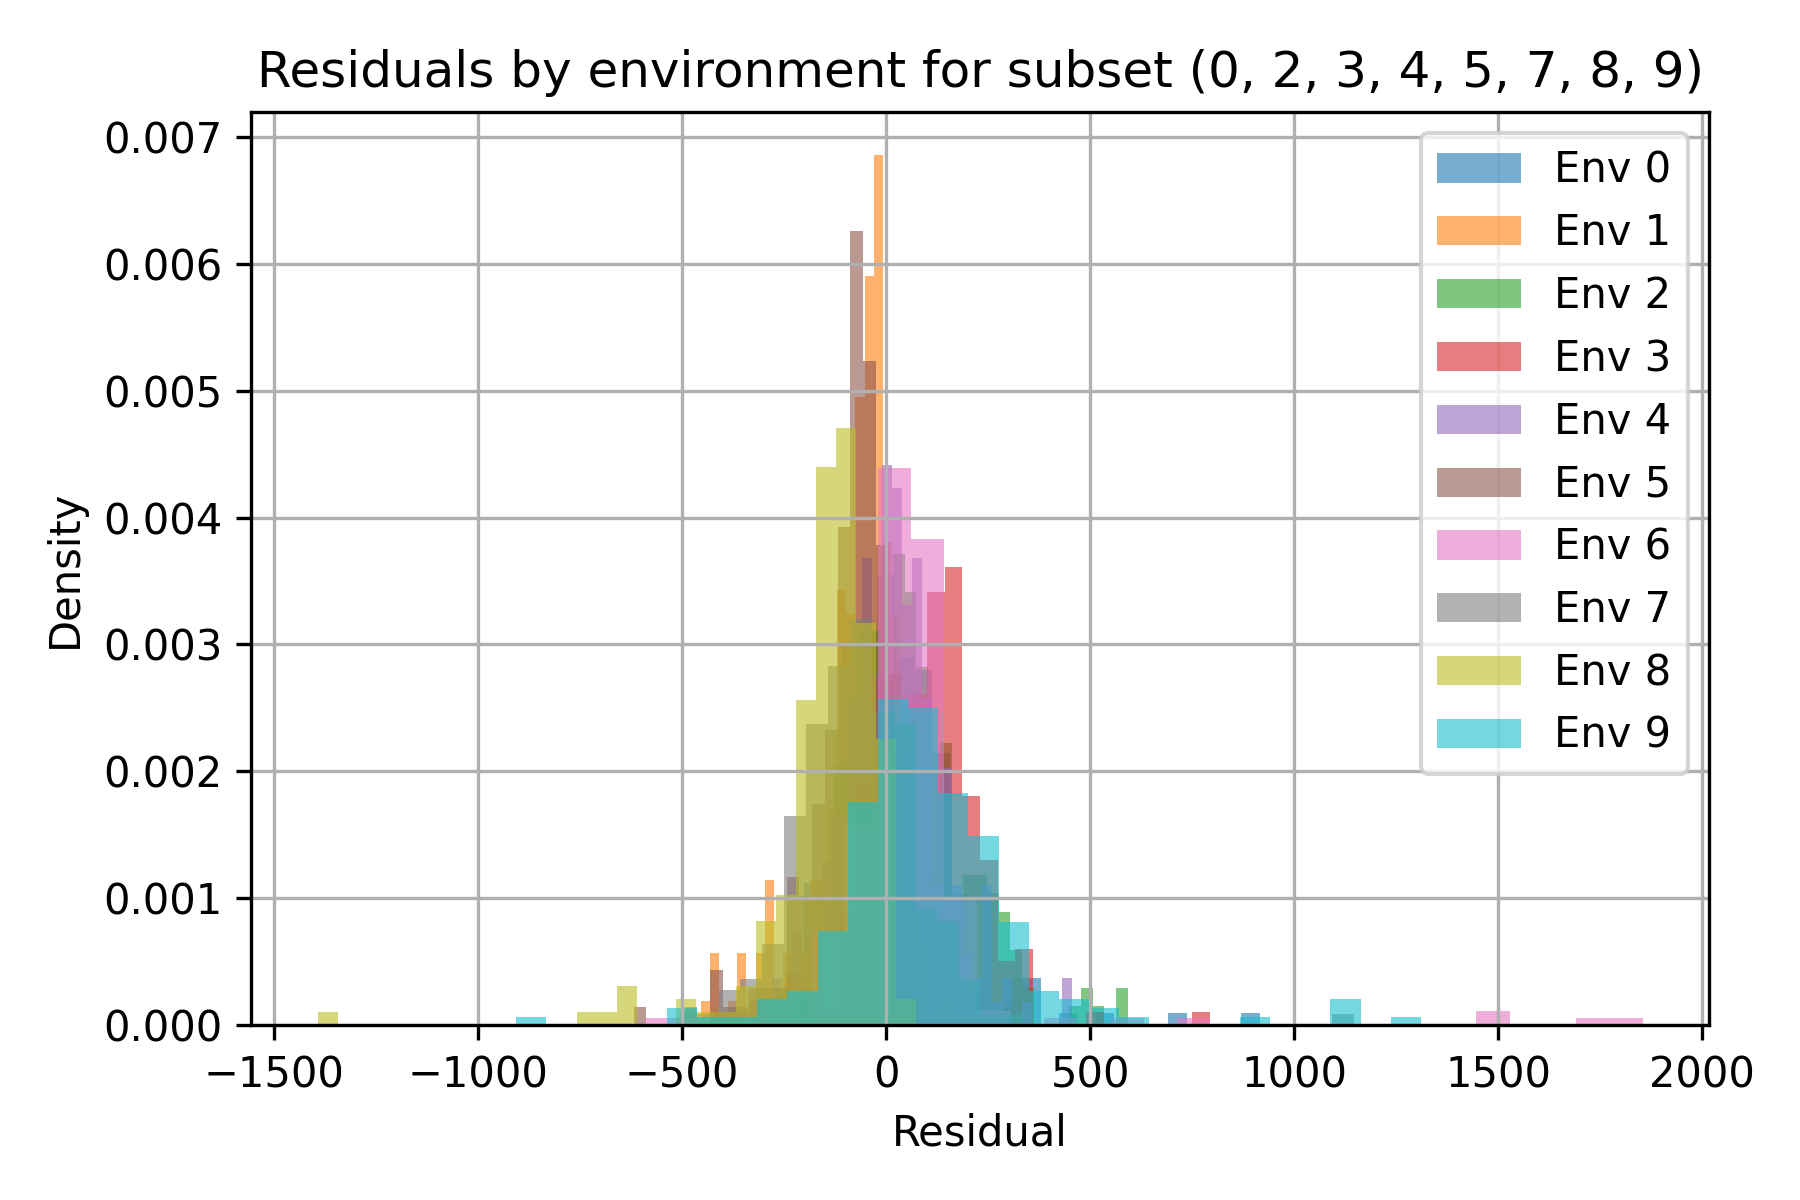 Residuals by environment for subset (0, 2, 3, 4, 5, 7, 8, 9)
0.007
0.006
0.005
0.004
0.003
0.002
0.001
0.000
Density
−1500
−1000
−500
0
500
1000
1500
2000
Residual
Env 0
Env 1
Env 2
Env 3
Env 4
Env 5
Env 6
Env 7
Env 8
Env 9